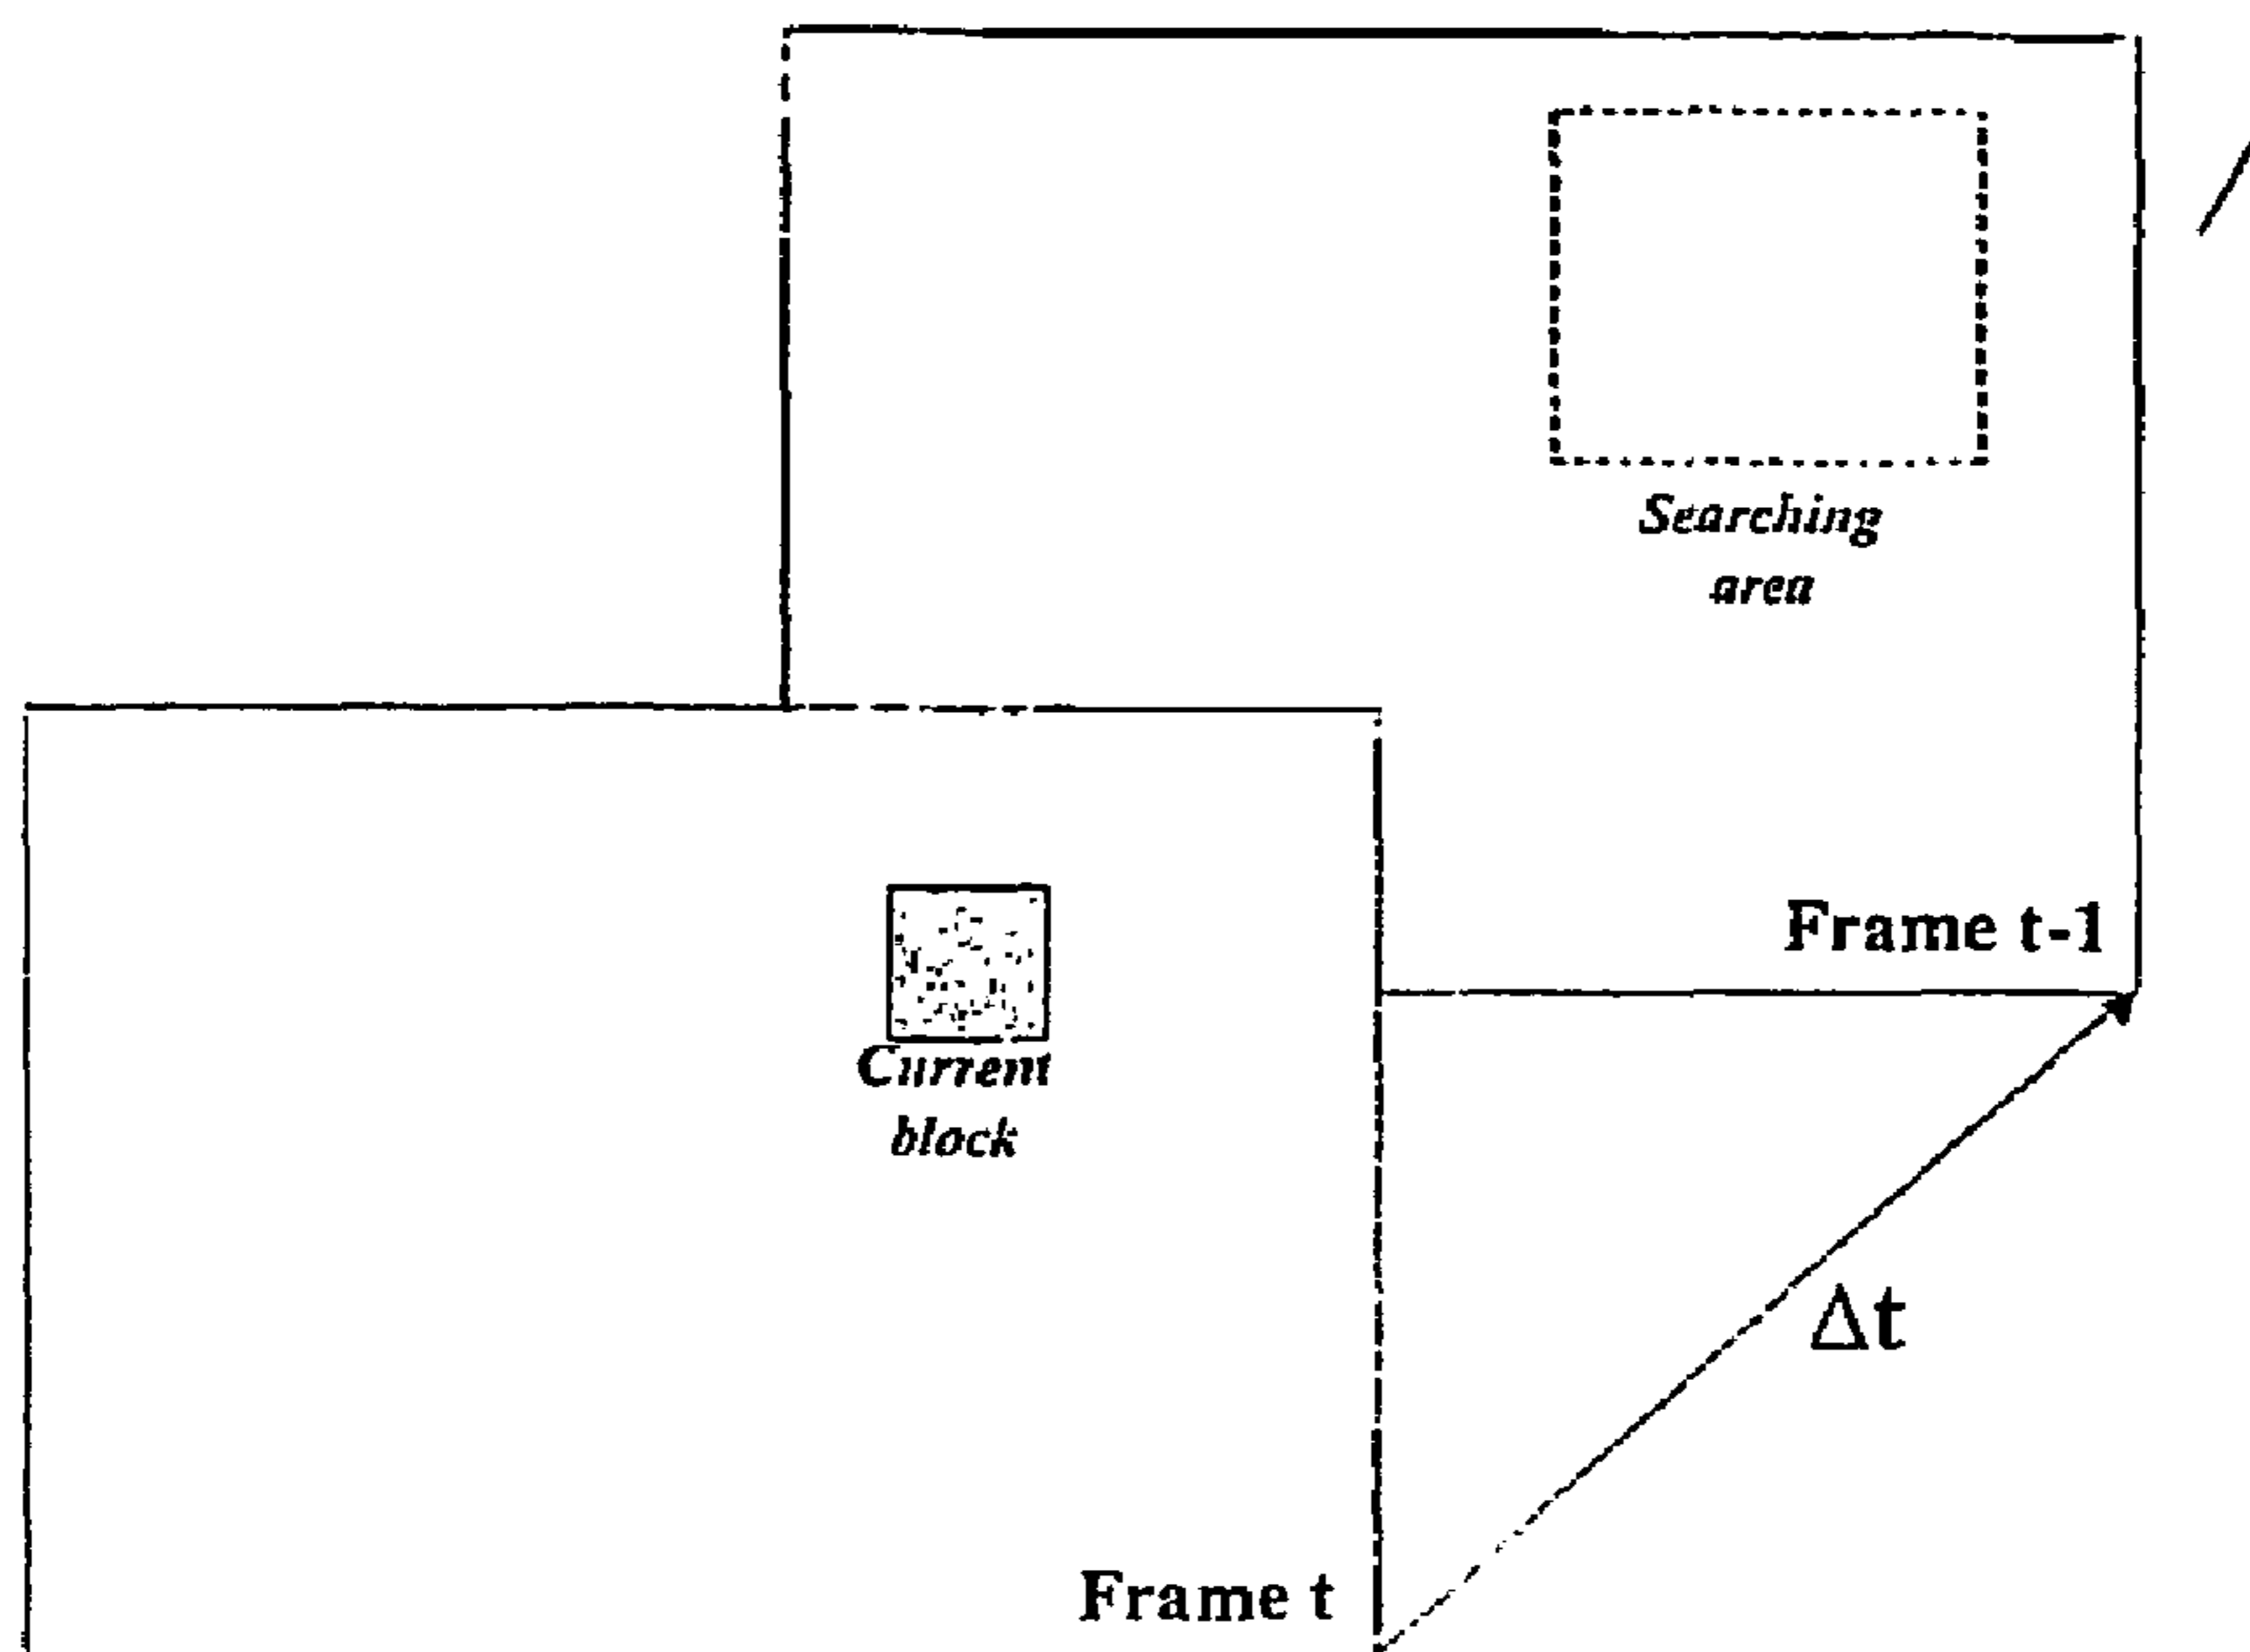 Searching
area
Frame t-1
Current
block
Δt
Frame t